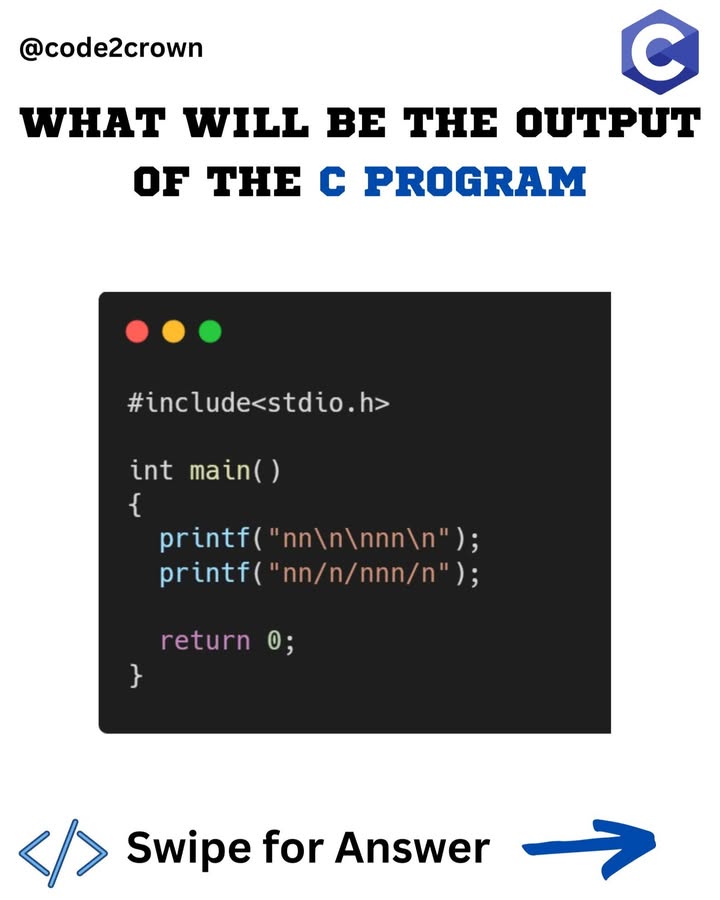 @code2crown
C
WHAT WILL BE THE OUTPUT
OF THE C PROGRAM
#include<stdio.h>
int main()
{
printf("nn\n\nnn\n");
printf("nn/n/nnn/n");
return 0;
}
</> Swipe for Answer